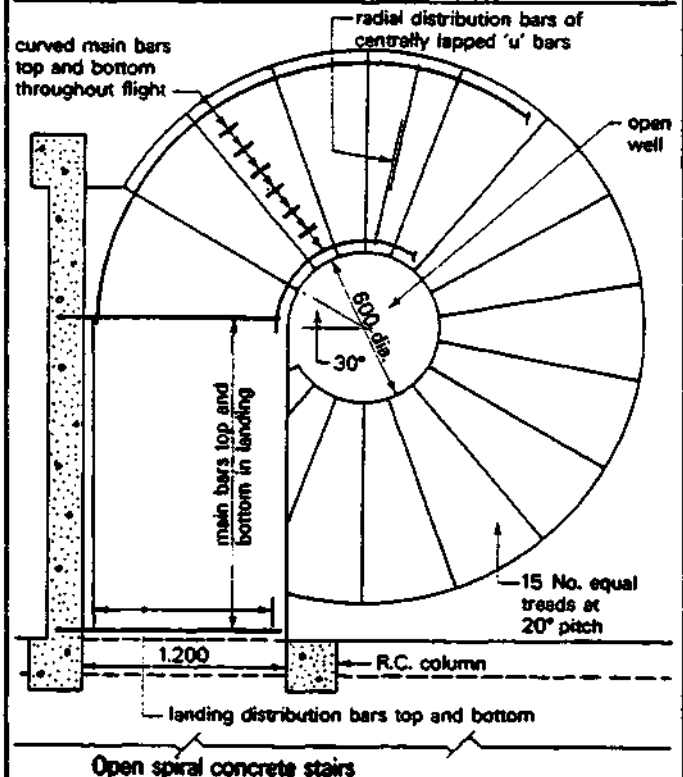 radial distribution bars of
centrally lapped 'u' bars
curved main bars
top and bottom
throughout flight
open
well
600 dia.
30°
main bars top and
bottom in landing
15 No. equal
treads at
20° pitch
1.200
R.C. column
landing distribution bars top and bottom
Open spiral concrete stairs